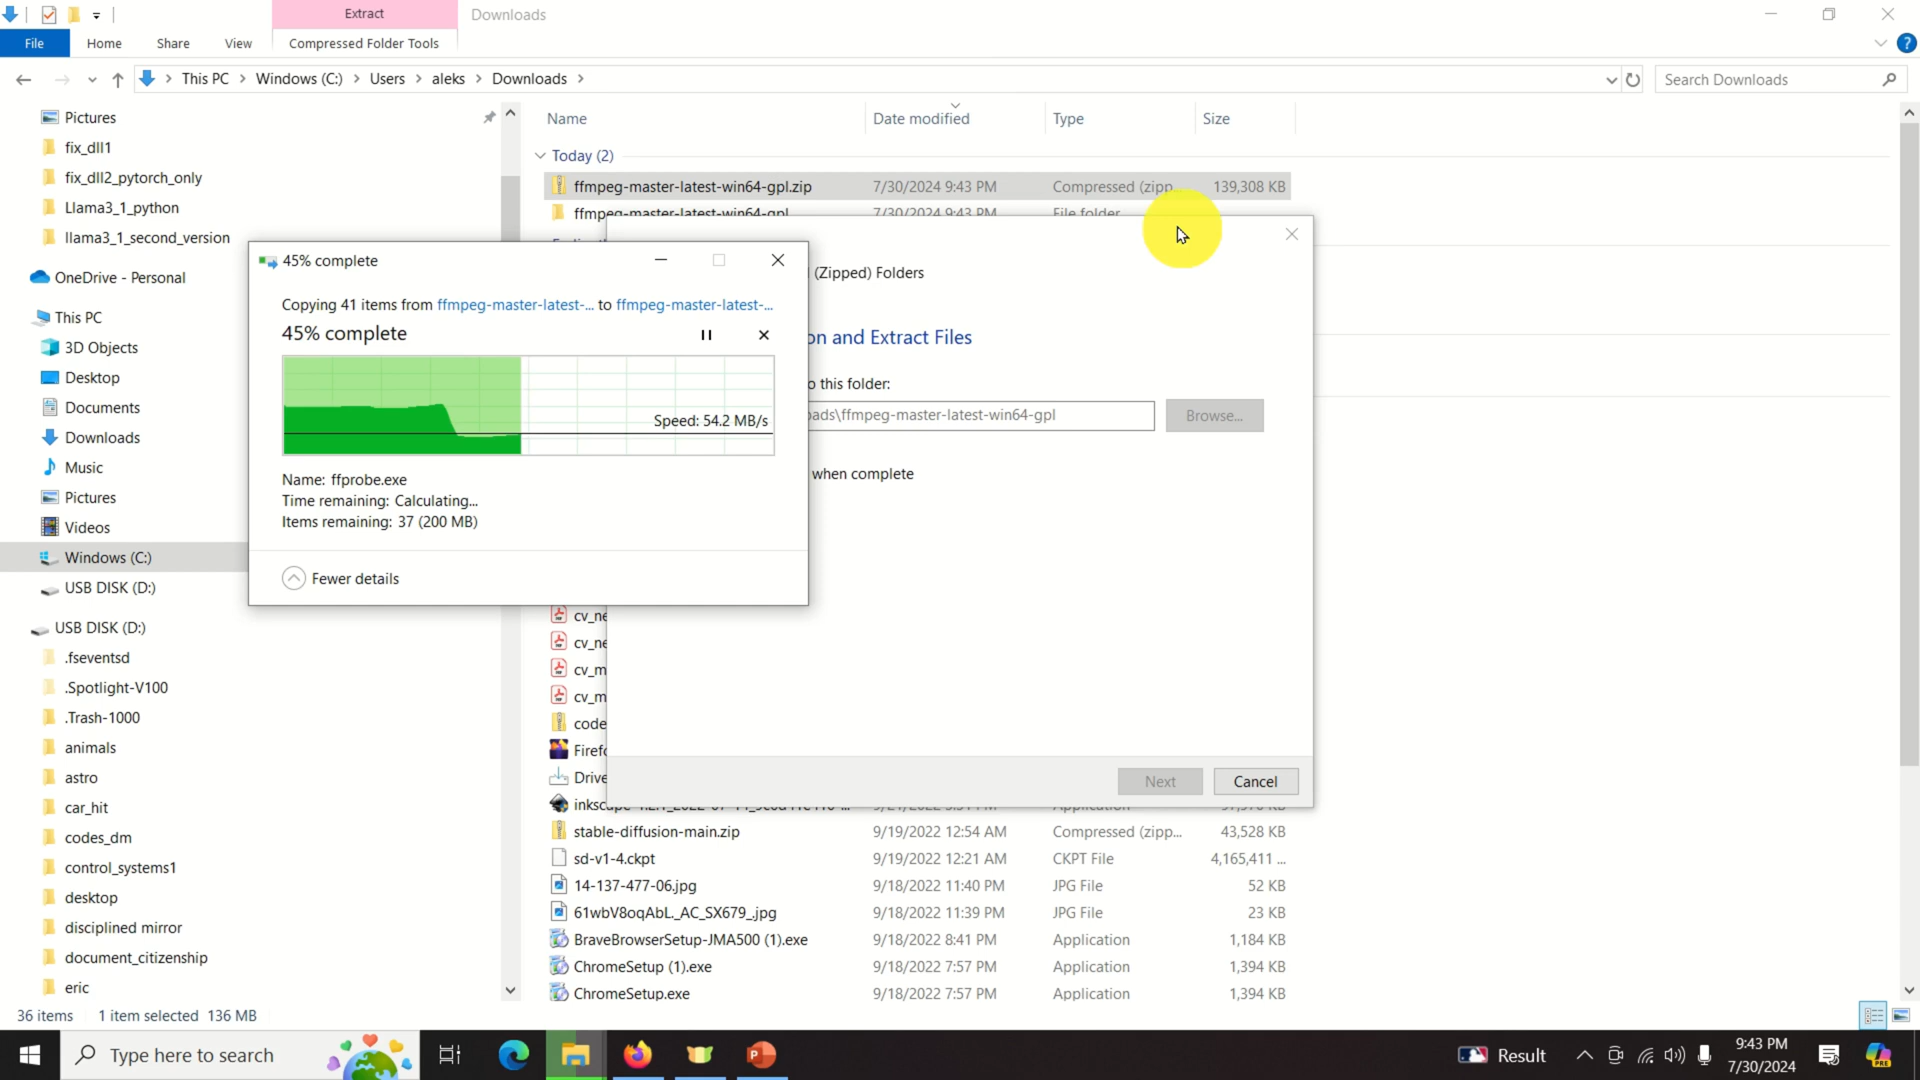 Extract
Downloads
File
Home
Share
View
Compressed Folder Tools
This PC
Windows (C:)
Users
aleks
Downloads
Search Downloads
Pictures
fix_dll1
fix_dll2_pytorch_only
Llama3_1_python
llama3_1_second_version
OneDrive - Personal
This PC
3D Objects
Desktop
Documents
Downloads
Music
Pictures
Videos
Windows (C:)
USB DISK (D:)
USB DISK (D:)
.fseventsd
.Spotlight-V100
.Trash-1000
animals
astro
car_hit
codes_dm
control_systems1
desktop
disciplined mirror
document_citizenship
eric
Name
Date modified
Type
Size
Today (2)
ffmpeg-master-latest-win64-gpl.zip 7/30/2024 9:43 PM Compressed (zipp... 139,308 KB
ffmpeg-master-latest-win64-gpl 7/30/2024 9:43 PM File folder
45% complete
Copying 41 items from ffmpeg-master-latest-... to ffmpeg-master-latest-...
45% complete
Speed: 54.2 MB/s
Name: ffprobe.exe
Time remaining: Calculating...
Items remaining: 37 (200 MB)
Fewer details
(Zipped) Folders
on and Extract Files
o this folder:
oads\ffmpeg-master-latest-win64-gpl
Browse...
when complete
Next
Cancel
cv_ne
cv_ne
cv_m
cv_m
code
Firefo
Drive
stable-diffusion-main.zip 9/19/2022 12:54 AM Compressed (zipp... 43,528 KB
sd-v1-4.ckpt 9/19/2022 12:21 AM CKPT File 4,165,411 ...
14-137-477-06.jpg 9/18/2022 11:40 PM JPG File 52 KB
61wbV8oqAbL._AC_SX679_.jpg 9/18/2022 11:39 PM JPG File 23 KB
BraveBrowserSetup-JMA500 (1).exe 9/18/2022 8:41 PM Application 1,184 KB
ChromeSetup (1).exe 9/18/2022 7:57 PM Application 1,394 KB
ChromeSetup.exe 9/18/2022 7:57 PM Application 1,394 KB
36 items 1 item selected 136 MB
Type here to search
Result
9:43 PM
7/30/2024